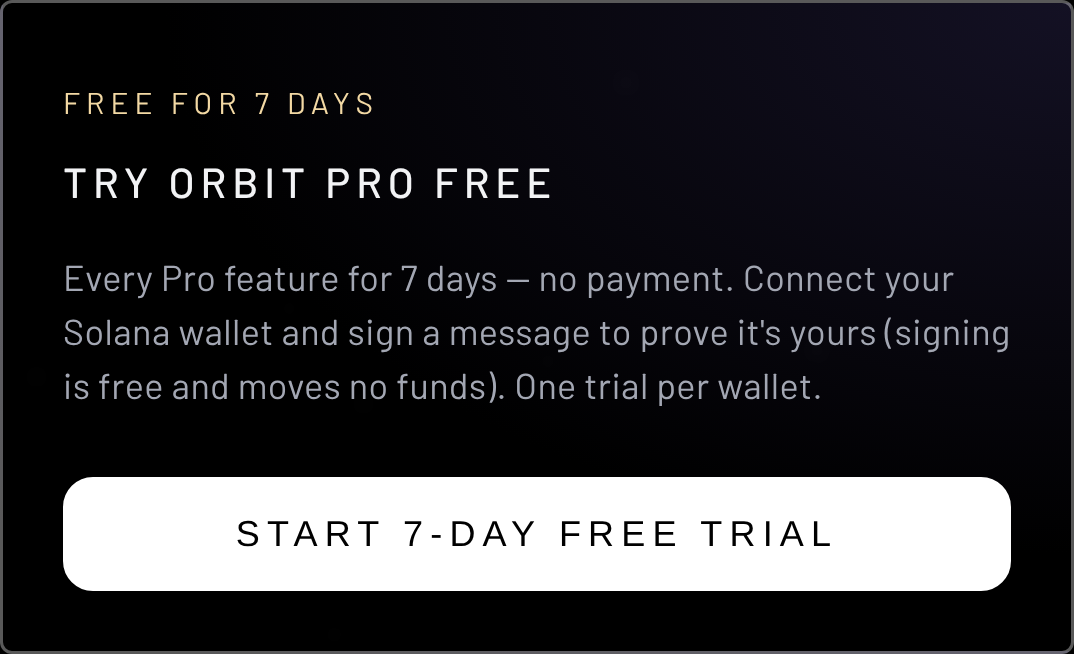 FREE FOR 7 DAYS
TRY ORBIT PRO FREE
Every Pro feature for 7 days — no payment. Connect your
Solana wallet and sign a message to prove it's yours (signing
is free and moves no funds). One trial per wallet.
START 7-DAY FREE TRIAL